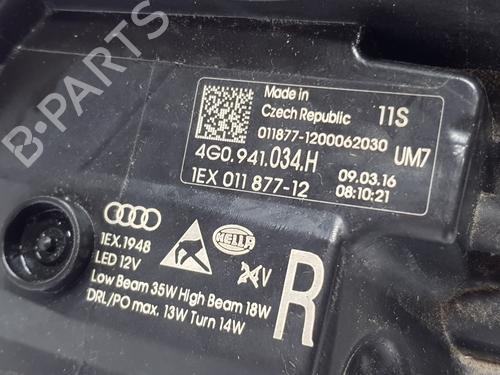 B-PARTS
Made in
Czech Republic 11S
011877-1200062030
4G0.941.034.H UM7
1EX 011 877-12 09.03.16
08:10:21
1EX.1948
LED 12V
HELLA
24V
R
Low Beam 35W High Beam 18W
DRL/PO max. 13W Turn 14W